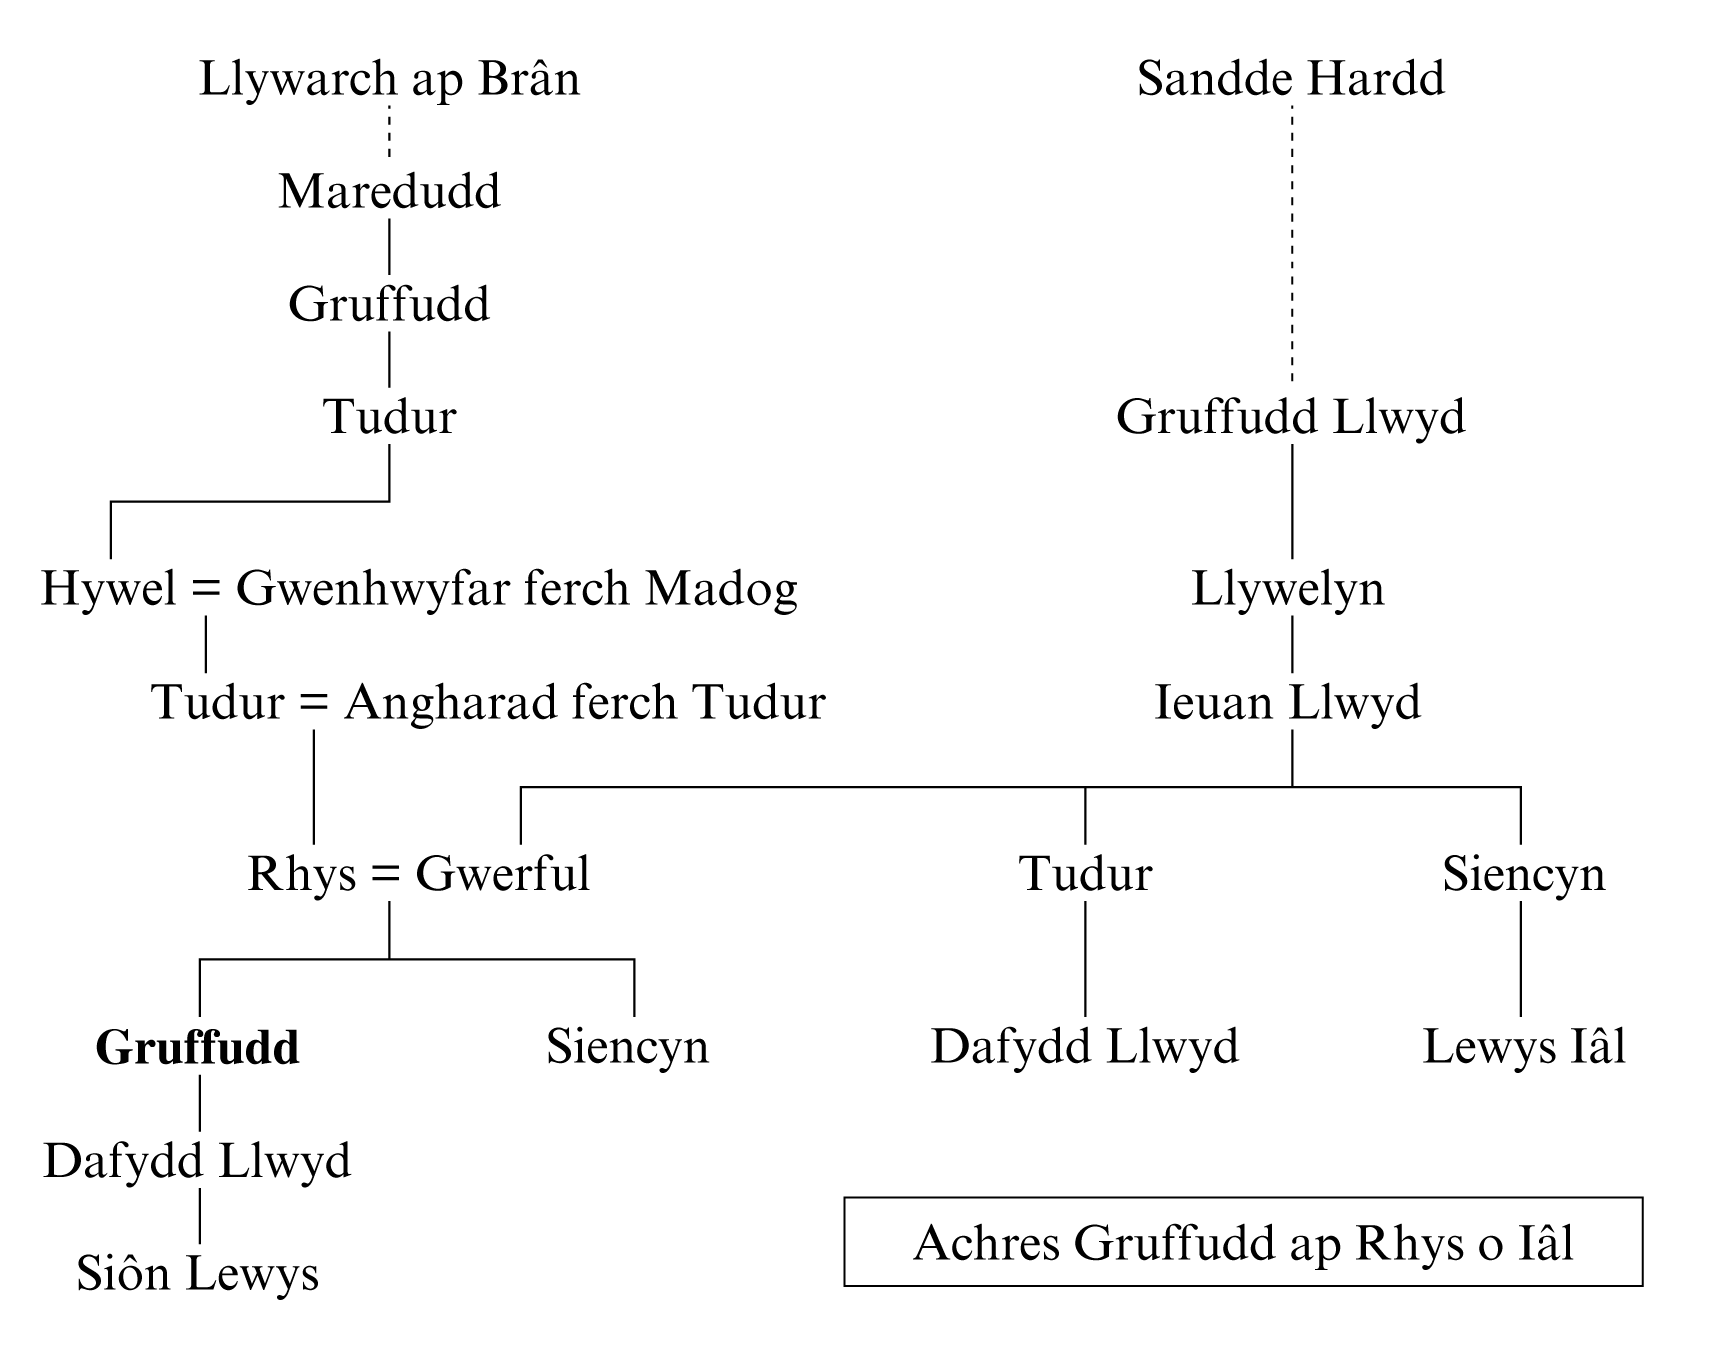 Llywarch ap Brân
Sandde Hardd
Maredudd
Gruffudd
Tudur
Gruffudd Llwyd
Hywel = Gwenhwyfar ferch Madog
Llywelyn
Tudur = Angharad ferch Tudur
Ieuan Llwyd
Rhys = Gwerful
Tudur
Siencyn
Gruffudd
Siencyn
Dafydd Llwyd
Lewys Iâl
Dafydd Llwyd
Siôn Lewys
Achres Gruffudd ap Rhys o Iâl